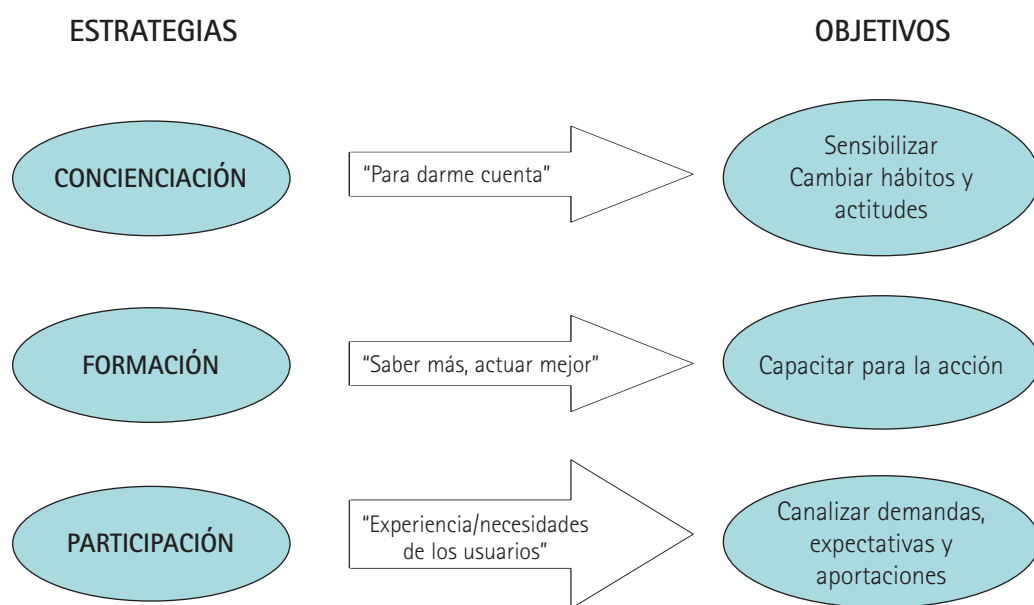 ESTRATEGIAS
OBJETIVOS
CONCIENCIACIÓN
"Para darme cuenta"
Sensibilizar
Cambiar hábitos y
actitudes
FORMACIÓN
"Saber más, actuar mejor"
Capacitar para la acción
PARTICIPACIÓN
"Experiencia/necesidades
de los usuarios"
Canalizar demandas,
expectativas y
aportaciones